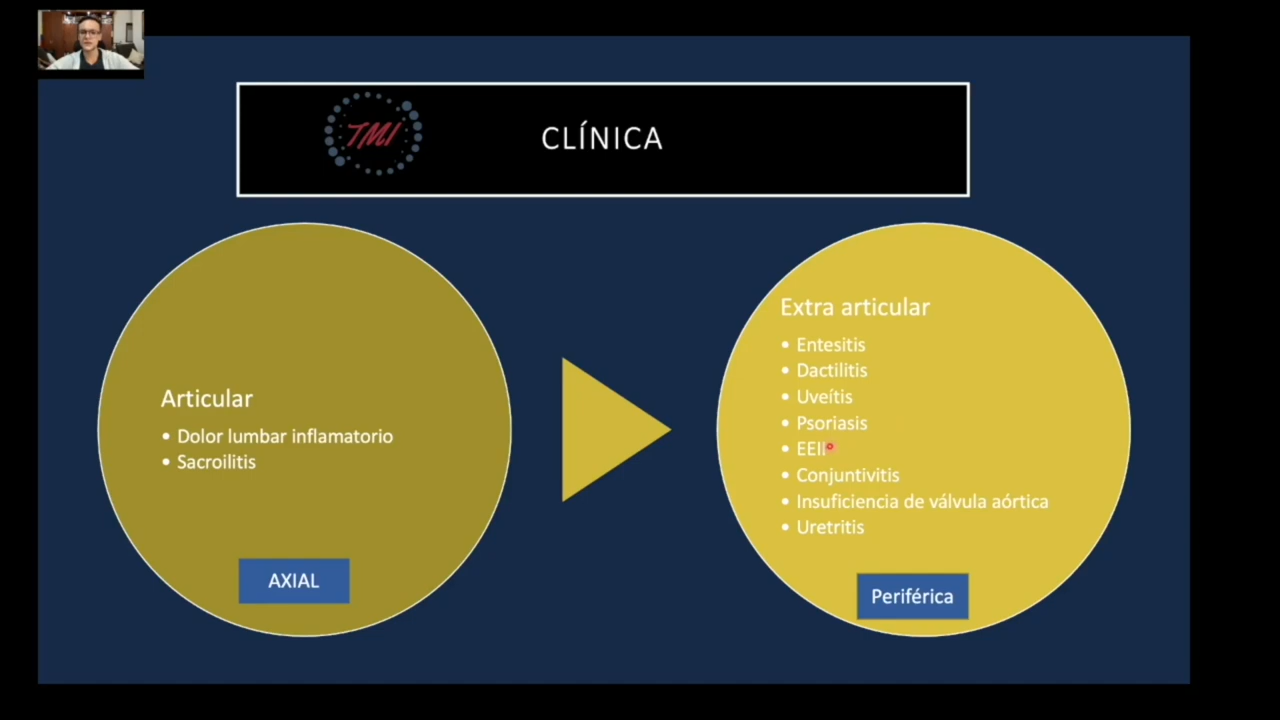 TMI
CLÍNICA
Articular
• Dolor lumbar inflamatorio
• Sacroilitis
AXIAL
Extra articular
• Entesitis
• Dactilitis
• Uveítis
• Psoriasis
• EEII
• Conjuntivitis
• Insuficiencia de válvula aórtica
• Uretritis
Periférica